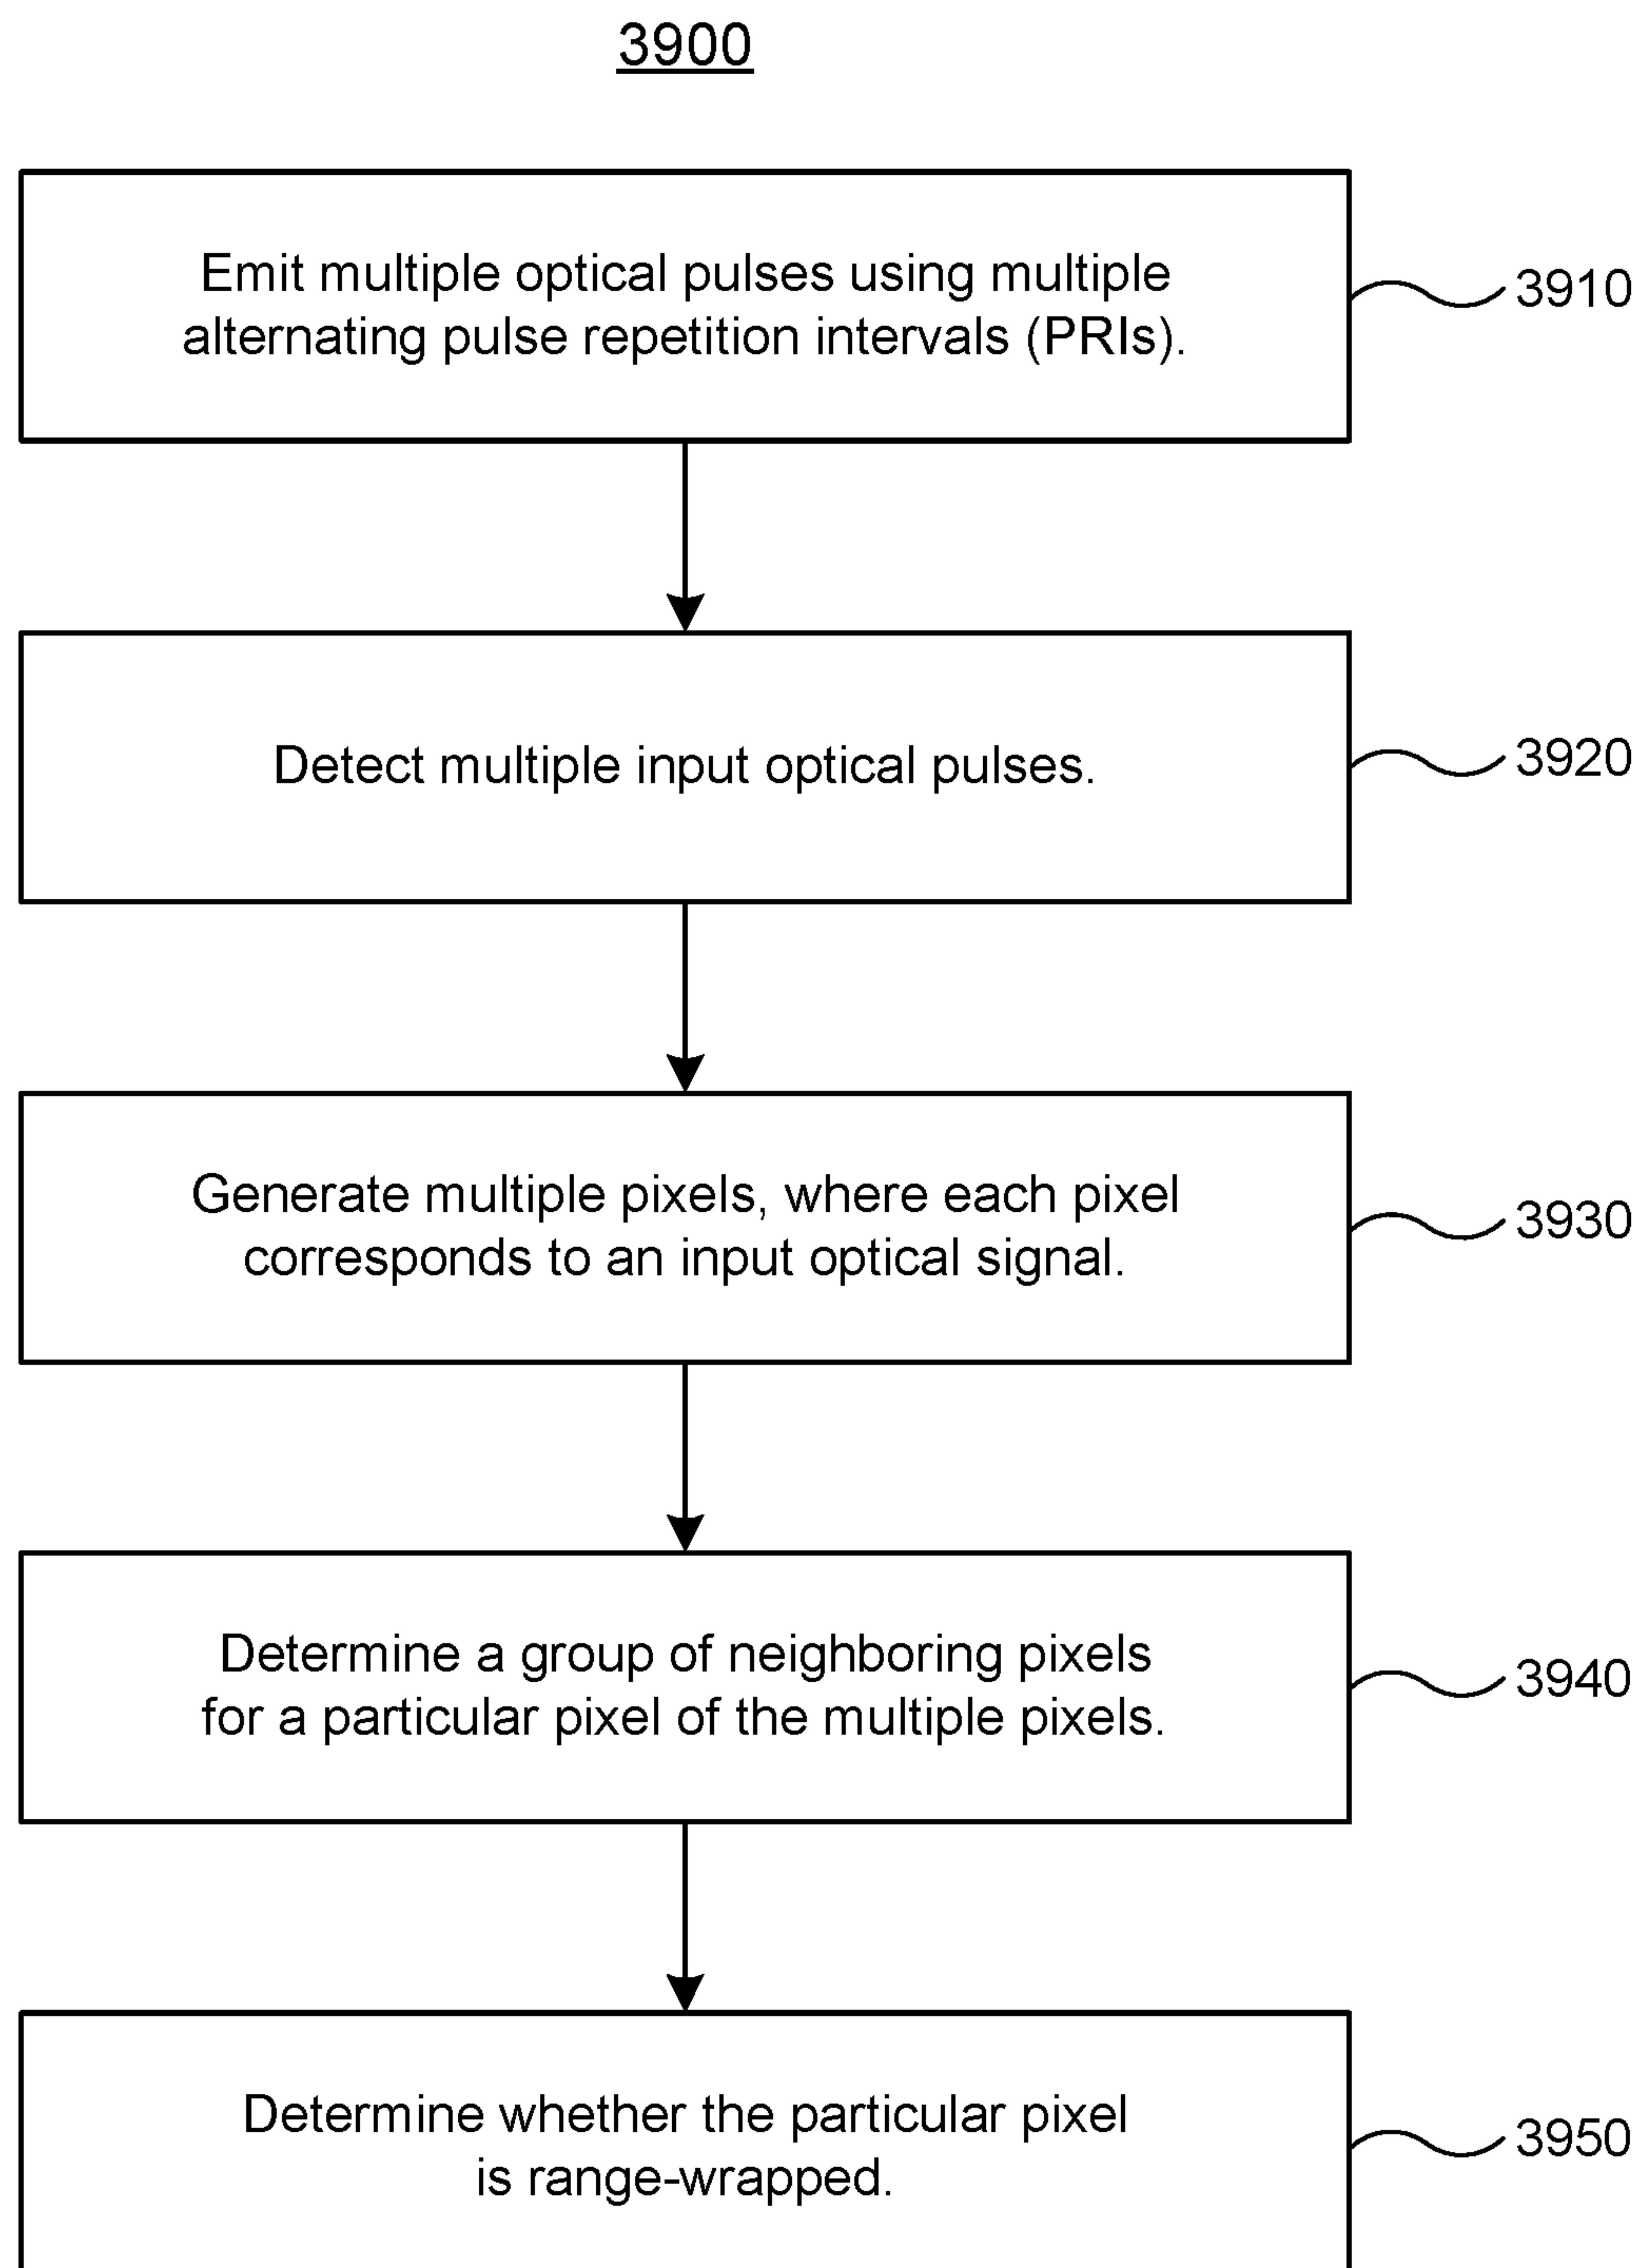 3900
Emit multiple optical pulses using multiple
alternating pulse repetition intervals (PRIs).
3910
Detect multiple input optical pulses.
3920
Generate multiple pixels, where each pixel
corresponds to an input optical signal.
3930
Determine a group of neighboring pixels
for a particular pixel of the multiple pixels.
3940
Determine whether the particular pixel
is range-wrapped.
3950